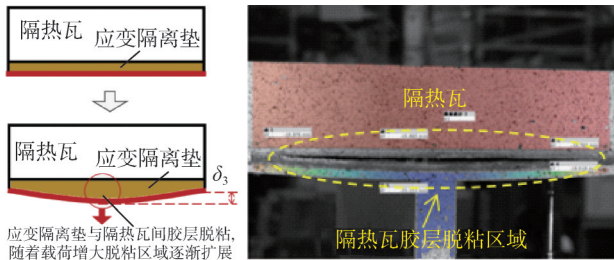 隔热瓦
应变隔离垫
隔热瓦
应变隔离垫
δ₃
应变隔离垫与隔热瓦间胶层脱粘,
随着载荷增大脱粘区域逐渐扩展
隔热瓦
隔热瓦胶层脱粘区域